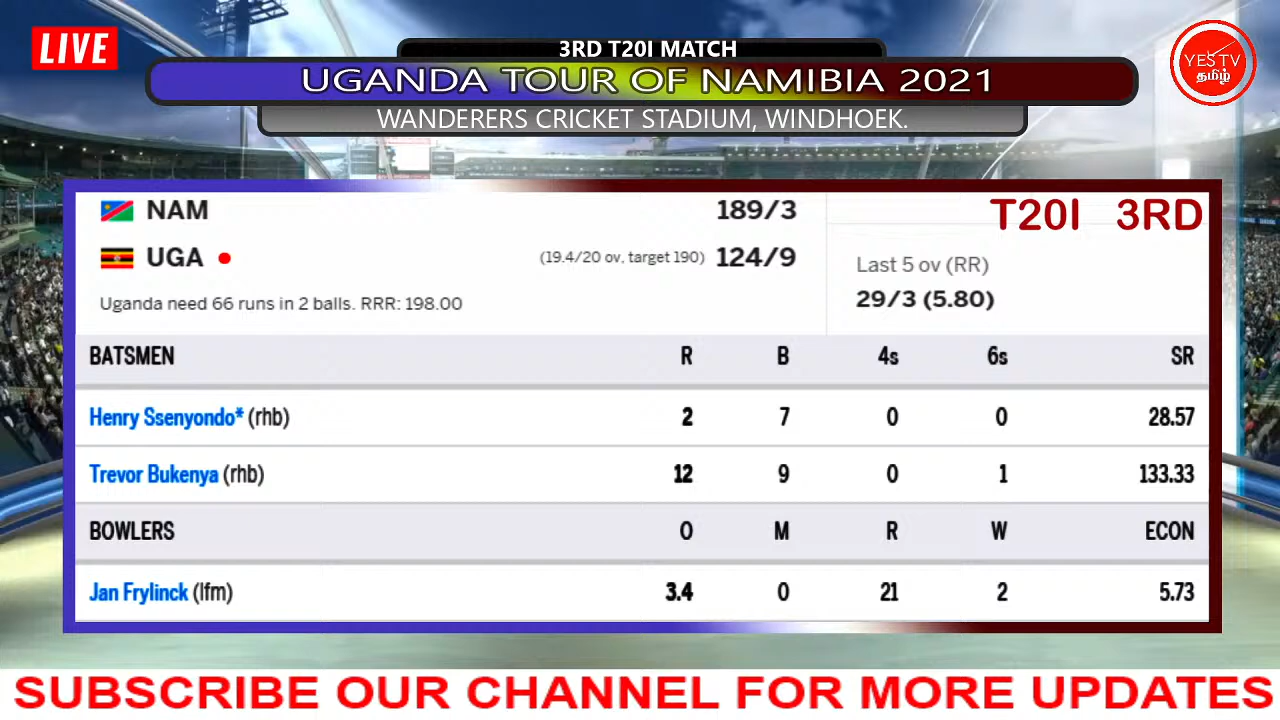 LIVE
3RD T20I MATCH
UGANDA TOUR OF NAMIBIA 2021
WANDERERS CRICKET STADIUM, WINDHOEK.
YES TV
தமிழ்
NAM 189/3
T20I 3RD
UGA (19.4/20 ov, target 190) 124/9
Last 5 ov (RR)
29/3 (5.80)
Uganda need 66 runs in 2 balls. RRR: 198.00
BATSMEN R B 4s 6s SR
Henry Ssenyondo* (rhb) 2 7 0 0 28.57
Trevor Bukenya (rhb) 12 9 0 1 133.33
BOWLERS O M R W ECON
Jan Frylinck (lfm) 3.4 0 21 2 5.73
SUBSCRIBE OUR CHANNEL FOR MORE UPDATES